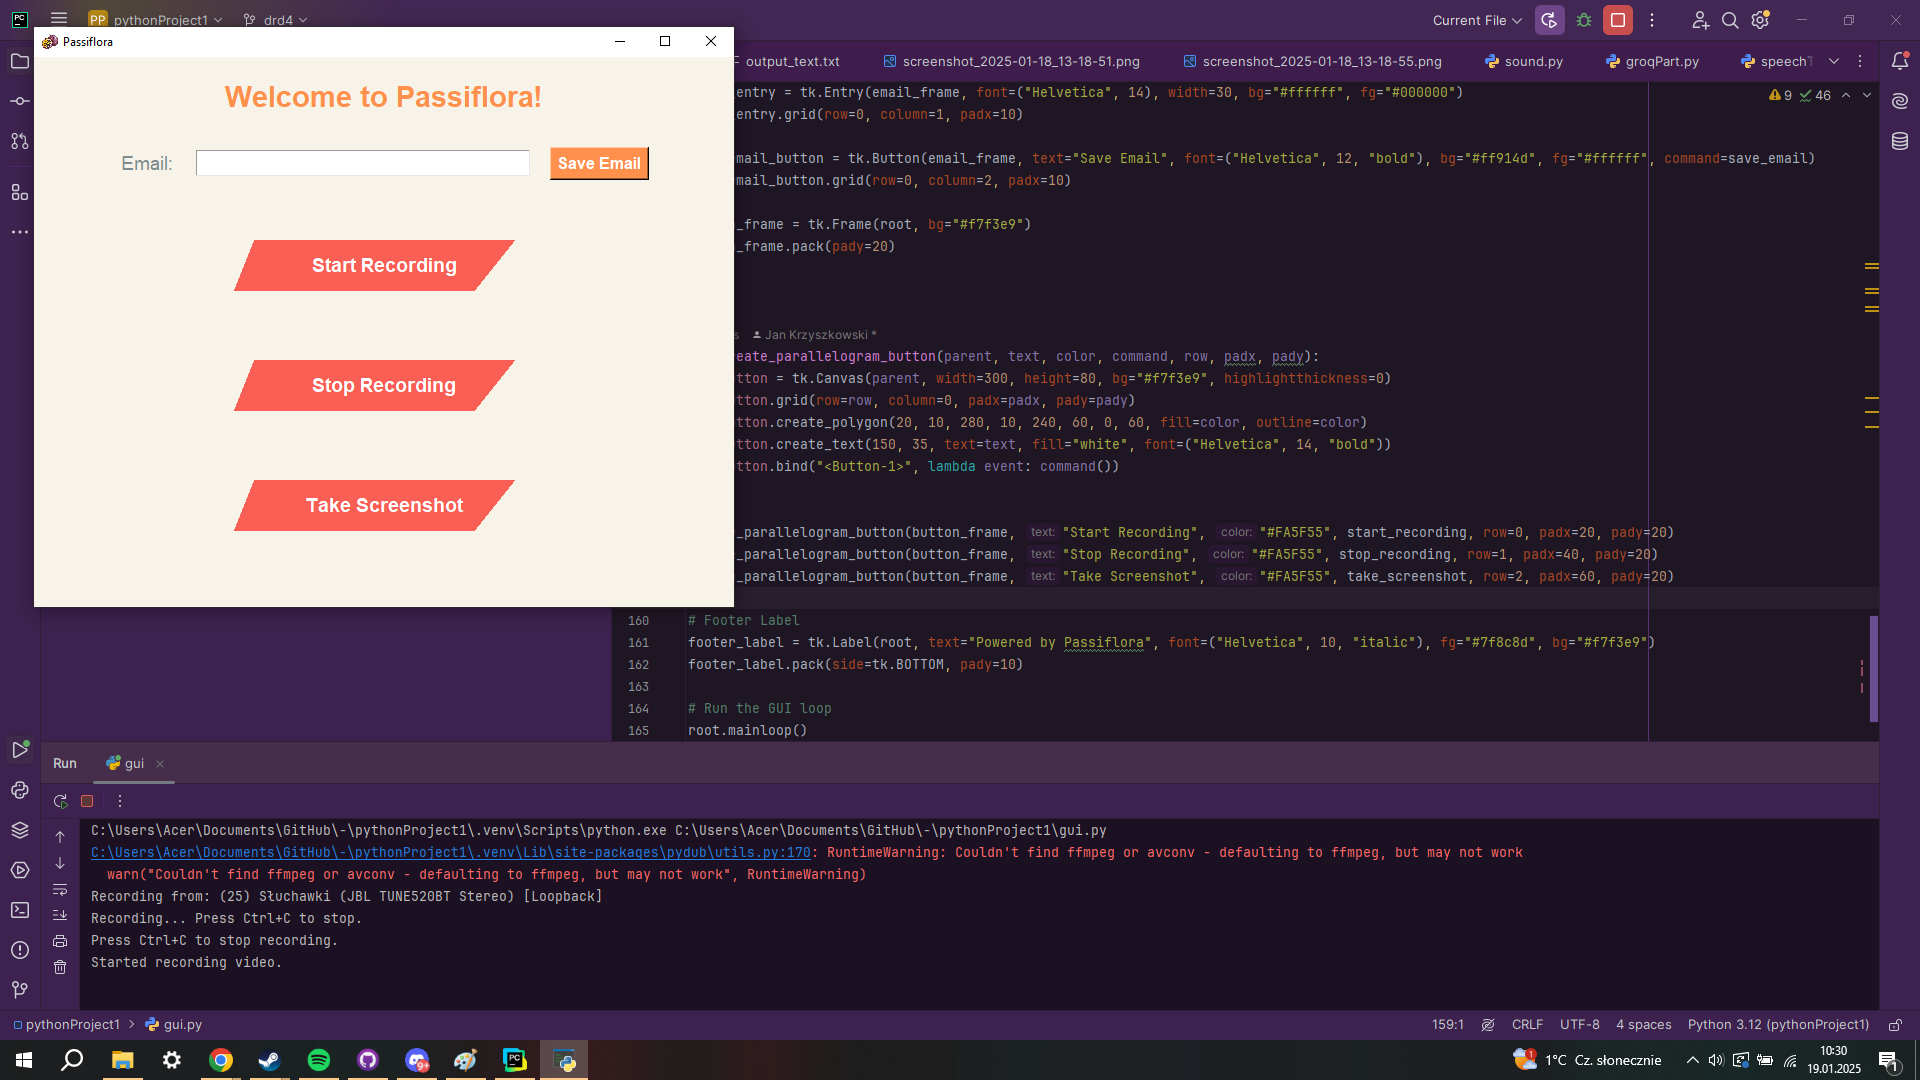 PC PP pythonProject1 drd4 Current File
Passiflora
output_text.txt screenshot_2025-01-18_13-18-51.png screenshot_2025-01-18_13-18-55.png sound.py groqPart.py speech
Welcome to Passiflora!
Email: Save Email
Start Recording
Stop Recording
Take Screenshot
entry = tk.Entry(email_frame, font=("Helvetica", 14), width=30, bg="#ffffff", fg="#000000")
9 46
entry.grid(row=0, column=1, padx=10)
mail_button = tk.Button(email_frame, text="Save Email", font=("Helvetica", 12, "bold"), bg="#ff914d", fg="#ffffff", command=save_email)
mail_button.grid(row=0, column=2, padx=10)
_frame = tk.Frame(root, bg="#f7f3e9")
_frame.pack(pady=20)
s Jan Krzyszkowski *
eate_parallelogram_button(parent, text, color, command, row, padx, pady):
tton = tk.Canvas(parent, width=300, height=80, bg="#f7f3e9", highlightthickness=0)
tton.grid(row=row, column=0, padx=padx, pady=pady)
tton.create_polygon(20, 10, 280, 10, 240, 60, 0, 60, fill=color, outline=color)
tton.create_text(150, 35, text=text, fill="white", font=("Helvetica", 14, "bold"))
tton.bind("<Button-1>", lambda event: command())
_parallelogram_button(button_frame, text: "Start Recording", color: "#FA5F55", start_recording, row=0, padx=20, pady=20)
_parallelogram_button(button_frame, text: "Stop Recording", color: "#FA5F55", stop_recording, row=1, padx=40, pady=20)
_parallelogram_button(button_frame, text: "Take Screenshot", color: "#FA5F55", take_screenshot, row=2, padx=60, pady=20)
160 # Footer Label
161 footer_label = tk.Label(root, text="Powered by Passiflora", font=("Helvetica", 10, "italic"), fg="#7f8c8d", bg="#f7f3e9")
162 footer_label.pack(side=tk.BOTTOM, pady=10)
163
164 # Run the GUI loop
165 root.mainloop()
Run gui
C:\Users\Acer\Documents\GitHub\-\pythonProject1\.venv\Scripts\python.exe C:\Users\Acer\Documents\GitHub\-\pythonProject1\gui.py
C:\Users\Acer\Documents\GitHub\-\pythonProject1\.venv\Lib\site-packages\pydub\utils.py:170: RuntimeWarning: Couldn't find ffmpeg or avconv - defaulting to ffmpeg, but may not work
warn("Couldn't find ffmpeg or avconv - defaulting to ffmpeg, but may not work", RuntimeWarning)
Recording from: (25) Słuchawki (JBL TUNE520BT Stereo) [Loopback]
Recording... Press Ctrl+C to stop.
Press Ctrl+C to stop recording.
Started recording video.
pythonProject1 > gui.py 159:1 CRLF UTF-8 4 spaces Python 3.12 (pythonProject1)
9+ PC 1°C Cz. słonecznie 10:30
19.01.2025 1